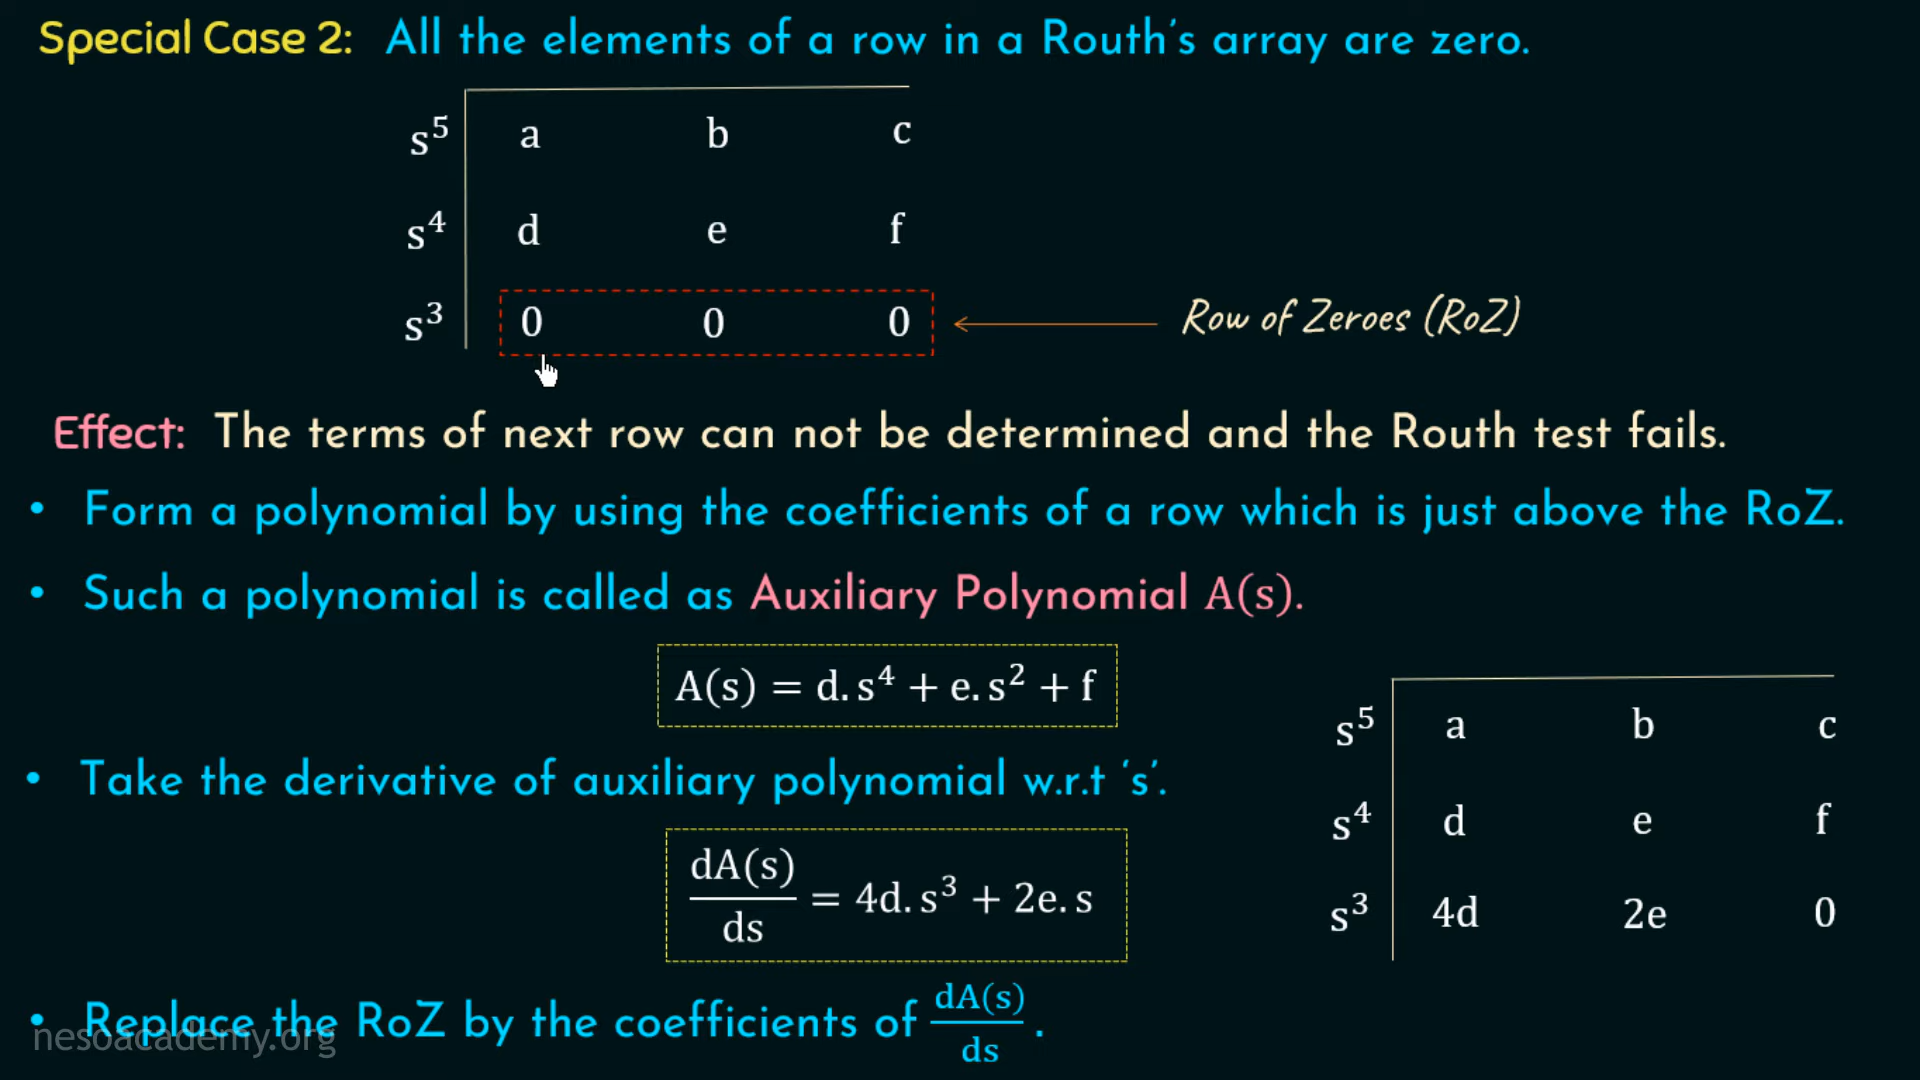 Special Case 2: All the elements of a row in a Routh's array are zero.
s⁵ a b c
s⁴ d e f
s³ 0 0 0 Row of Zeroes (RoZ)
Effect: The terms of next row can not be determined and the Routh test fails.
• Form a polynomial by using the coefficients of a row which is just above the RoZ.
• Such a polynomial is called as Auxiliary Polynomial A(s).
A(s) = d.s⁴ + e.s² + f
• Take the derivative of auxiliary polynomial w.r.t 's'.
dA(s)/ds = 4d.s³ + 2e.s
s⁵ a b c
s⁴ d e f
s³ 4d 2e 0
• Replace the RoZ by the coefficients of dA(s)/ds.
nesoacademy.org